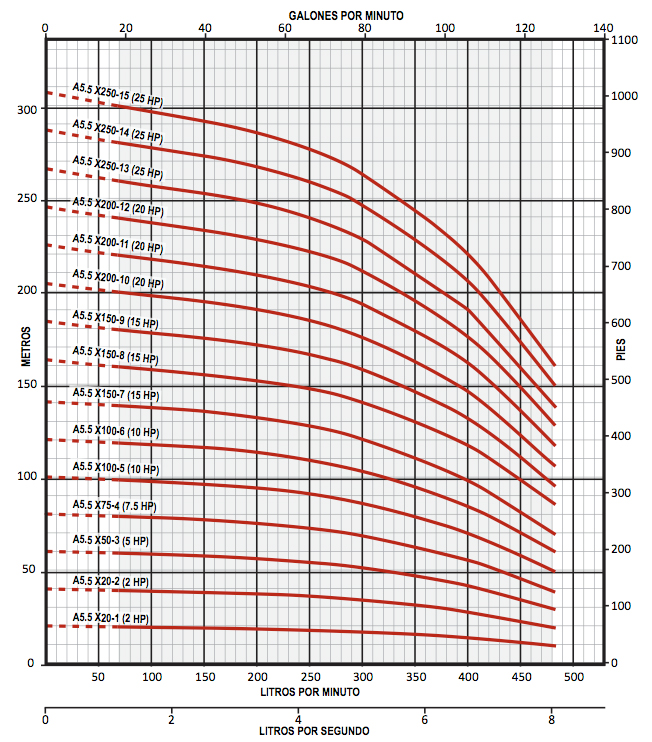 GALONES POR MINUTO
0 20 40 60 80 100 120 140
1100
A5.5 X250-15 (25 HP)
300
1000
A5.5 X250-14 (25 HP)
900
A5.5 X250-13 (25 HP)
250
800
A5.5 X200-12 (20 HP)
A5.5 X200-11 (20 HP)
700
A5.5 X200-10 (20 HP)
200
600
A5.5 X150-9 (15 HP)
METROS
PIES
A5.5 X150-8 (15 HP)
150
500
A5.5 X150-7 (15 HP)
A5.5 X100-6 (10 HP)
400
A5.5 X100-5 (10 HP)
100
300
A5.5 X75-4 (7.5 HP)
A5.5 X50-3 (5 HP)
200
50
A5.5 X20-2 (2 HP)
100
A5.5 X20-1 (2 HP)
0
0
50 100 150 200 250 300 350 400 450 500
LITROS POR MINUTO
0 2 4 6 8
LITROS POR SEGUNDO